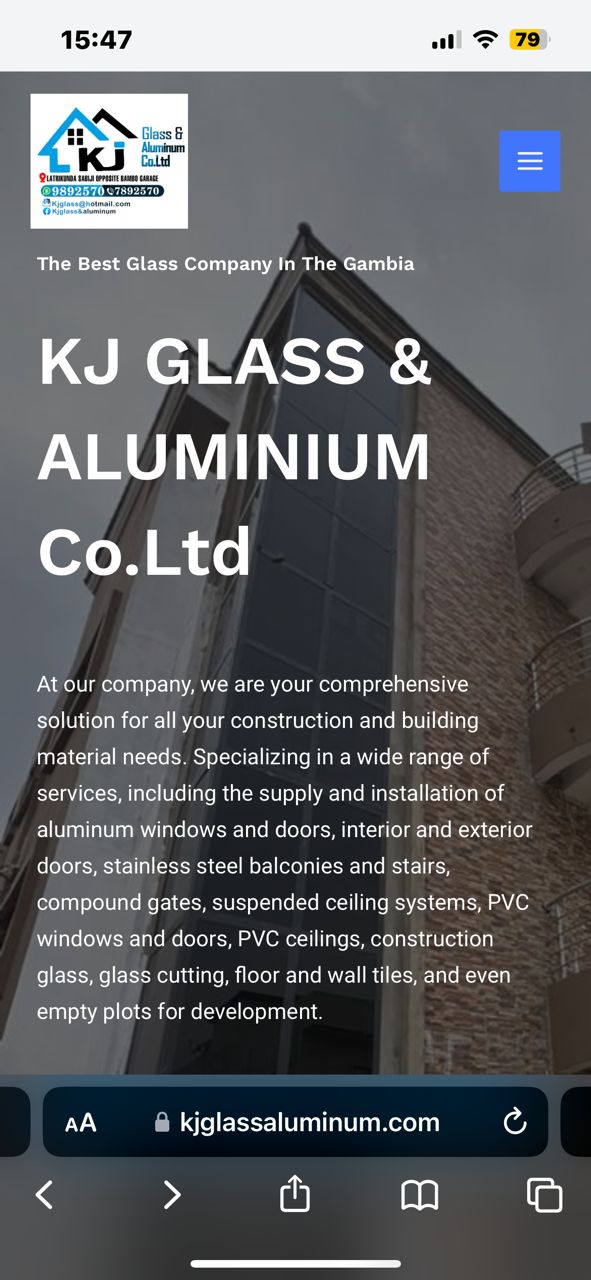 15:47
79
KJ
Glass &
Aluminum
Co.Ltd
LATRIKUNDA SABIJI OPPOSITE BAMBO GARAGE
9892570 7892570
Kjglass@hotmail.com
Kjglass&aluminum
The Best Glass Company In The Gambia
KJ GLASS &
ALUMINIUM
Co.Ltd
At our company, we are your comprehensive
solution for all your construction and building
material needs. Specializing in a wide range of
services, including the supply and installation of
aluminum windows and doors, interior and exterior
doors, stainless steel balconies and stairs,
compound gates, suspended ceiling systems, PVC
windows and doors, PVC ceilings, construction
glass, glass cutting, floor and wall tiles, and even
empty plots for development.
AA kjglassaluminum.com